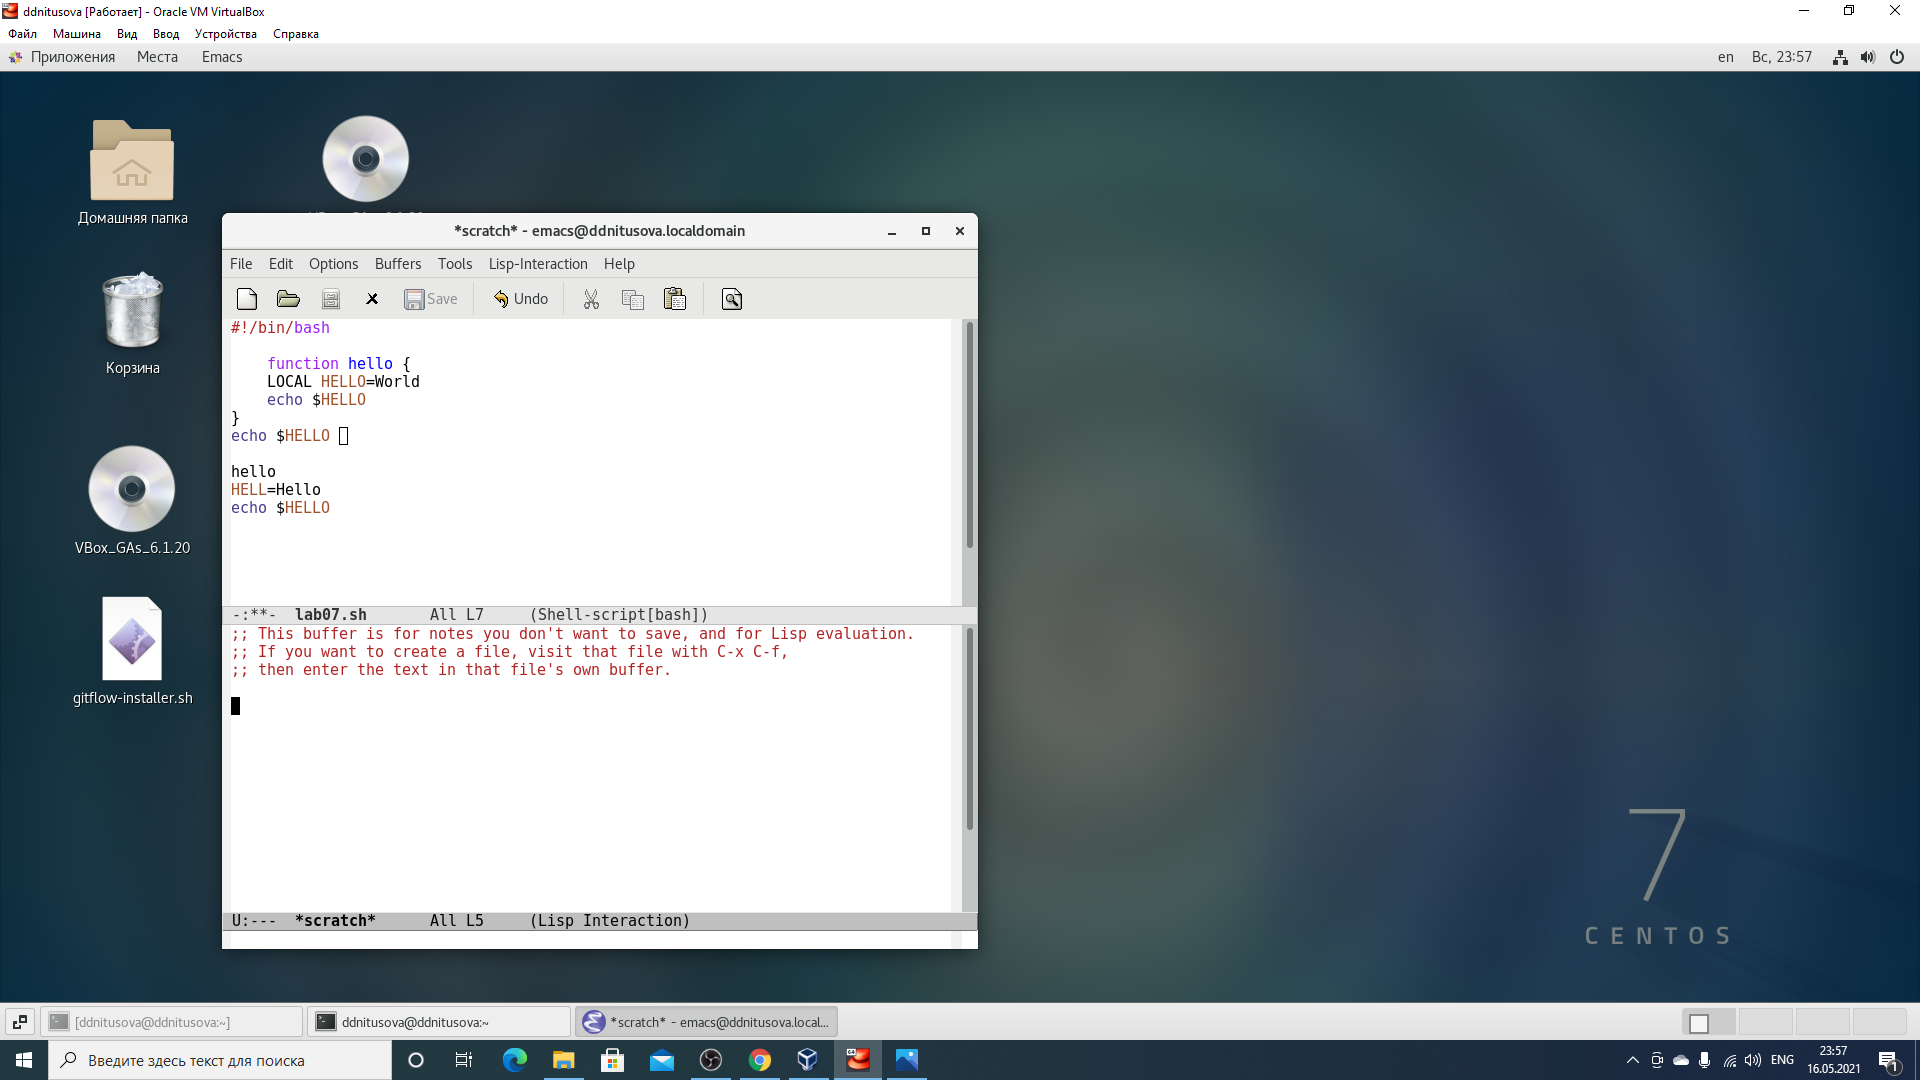 ddnitusova [Работает] - Oracle VM VirtualBox
Файл Машина Вид Ввод Устройства Справка
Приложения Места Emacs en Вс, 23:57
Домашняя папка
Корзина
VBox_GAs_6.1.20
gitflow-installer.sh
*scratch* - emacs@ddnitusova.localdomain
File Edit Options Buffers Tools Lisp-Interaction Help
Save Undo
#!/bin/bash
function hello {
LOCAL HELLO=World
echo $HELLO
}
echo $HELLO
hello
HELL=Hello
echo $HELLO
-:**- lab07.sh All L7 (Shell-script[bash])
;; This buffer is for notes you don't want to save, and for Lisp evaluation.
;; If you want to create a file, visit that file with C-x C-f,
;; then enter the text in that file's own buffer.
U:--- *scratch* All L5 (Lisp Interaction)
7
CENTOS
[ddnitusova@ddnitusova:~] ddnitusova@ddnitusova:~ *scratch* - emacs@ddnitusova.local...
Введите здесь текст для поиска
64
ENG
23:57
16.05.2021
1